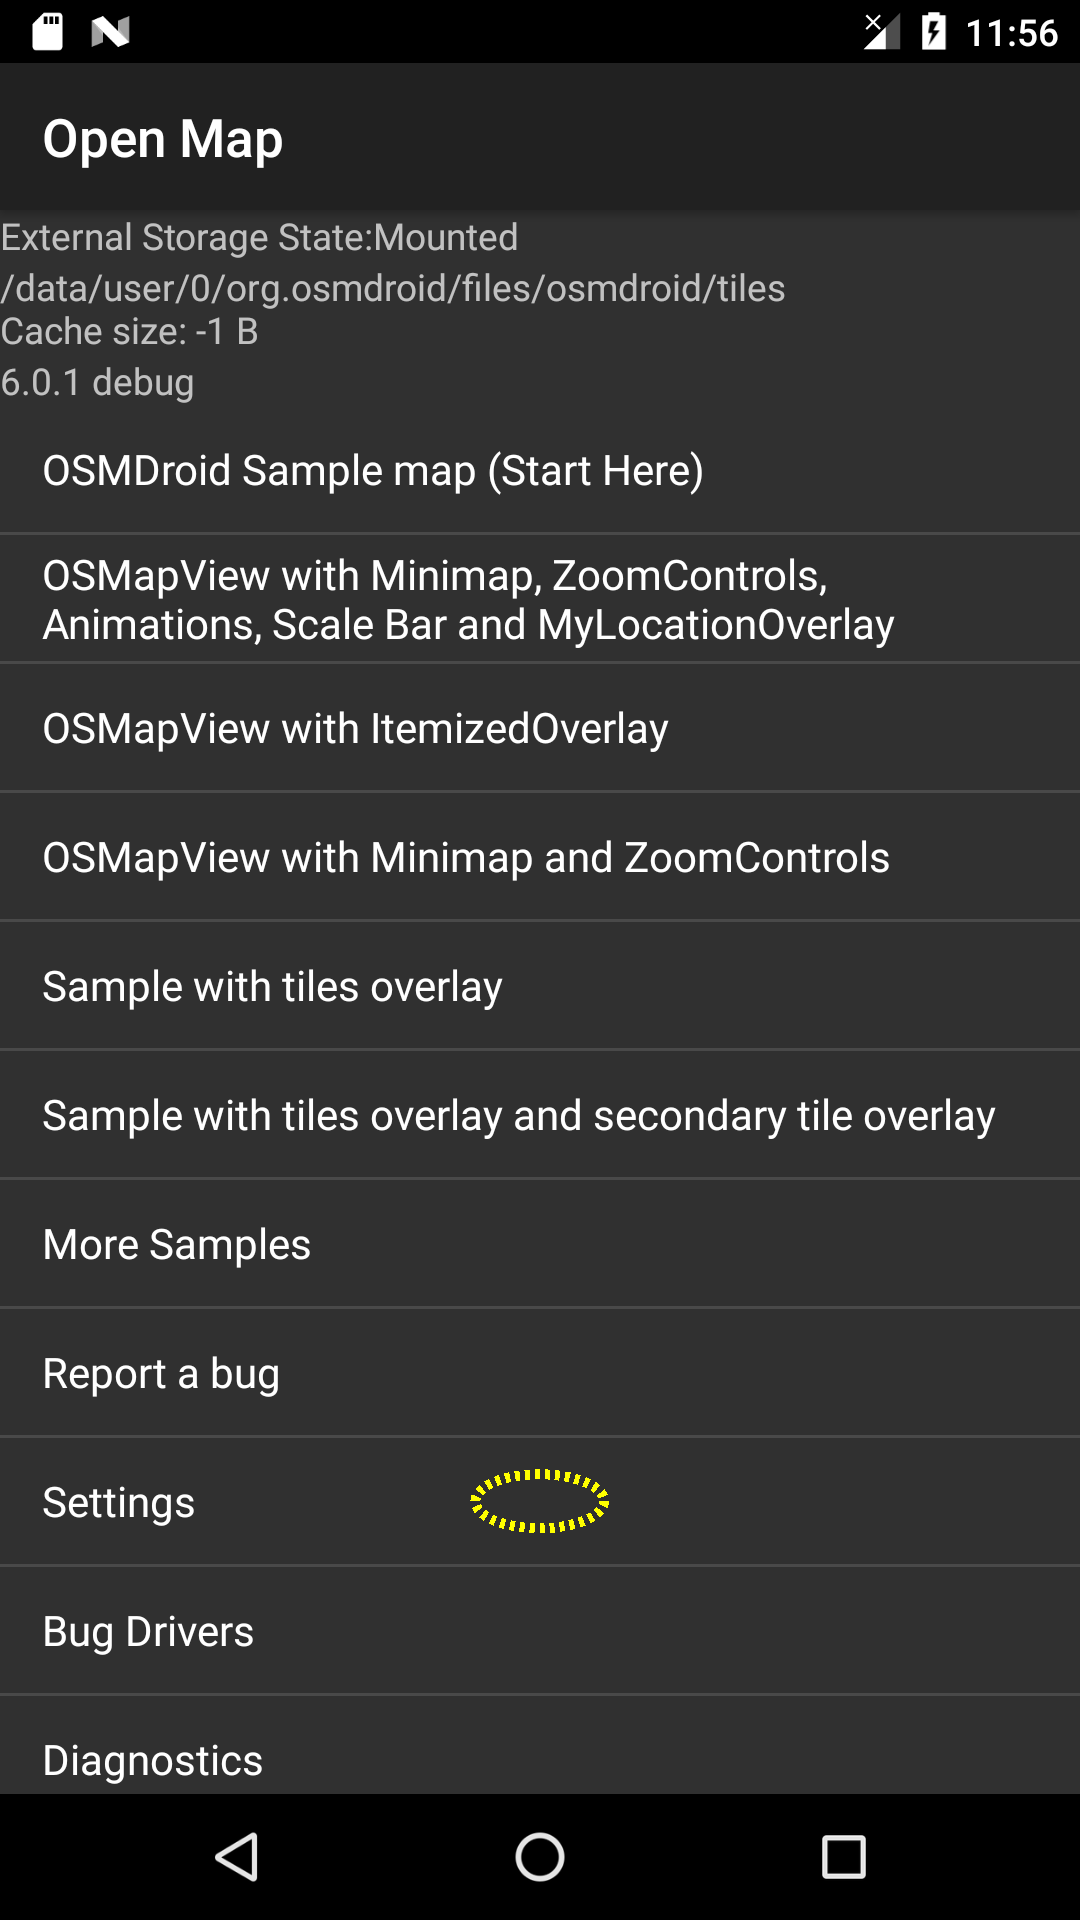 11:56
Open Map
External Storage State:Mounted
/data/user/0/org.osmdroid/files/osmdroid/tiles
Cache size: -1 B
6.0.1 debug
OSMDroid Sample map (Start Here)
OSMapView with Minimap, ZoomControls,
Animations, Scale Bar and MyLocationOverlay
OSMapView with ItemizedOverlay
OSMapView with Minimap and ZoomControls
Sample with tiles overlay
Sample with tiles overlay and secondary tile overlay
More Samples
Report a bug
Settings
Bug Drivers
Diagnostics